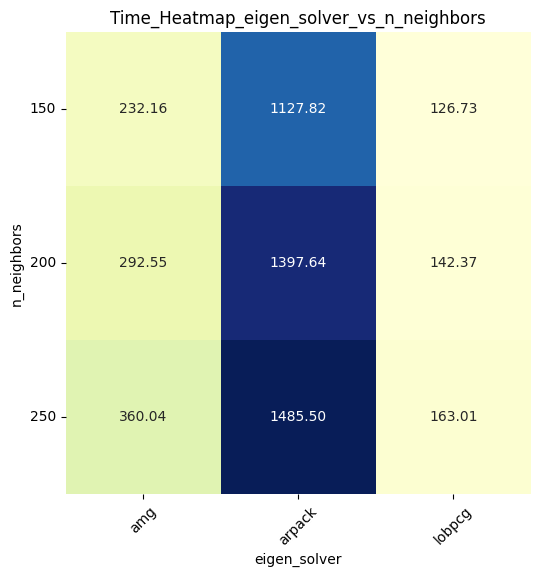 Time_Heatmap_eigen_solver_vs_n_neighbors
150
232.16
1127.82
126.73
200
292.55
1397.64
142.37
250
360.04
1485.50
163.01
n_neighbors
amg
arpack
lobpcg
eigen_solver